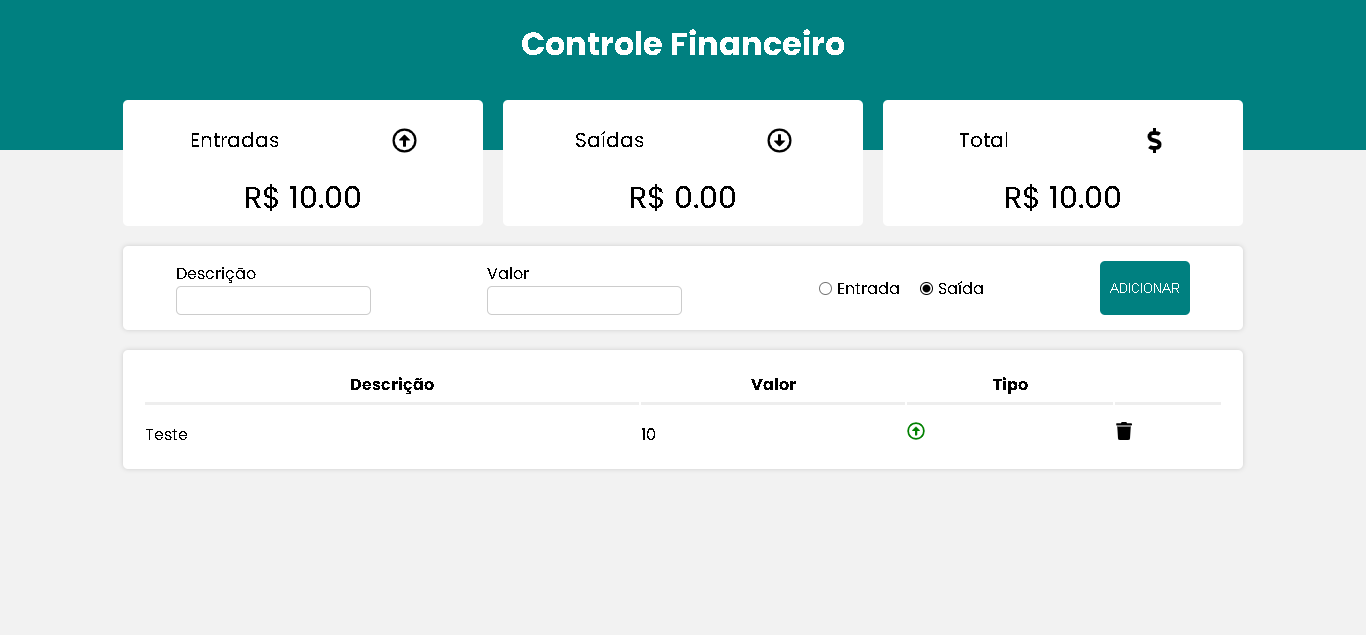 Controle Financeiro
Entradas
R$ 10.00
Saídas
R$ 0.00
Total
R$ 10.00
Descrição
Valor
Entrada Saída
ADICIONAR
Descrição Valor Tipo
Teste 10